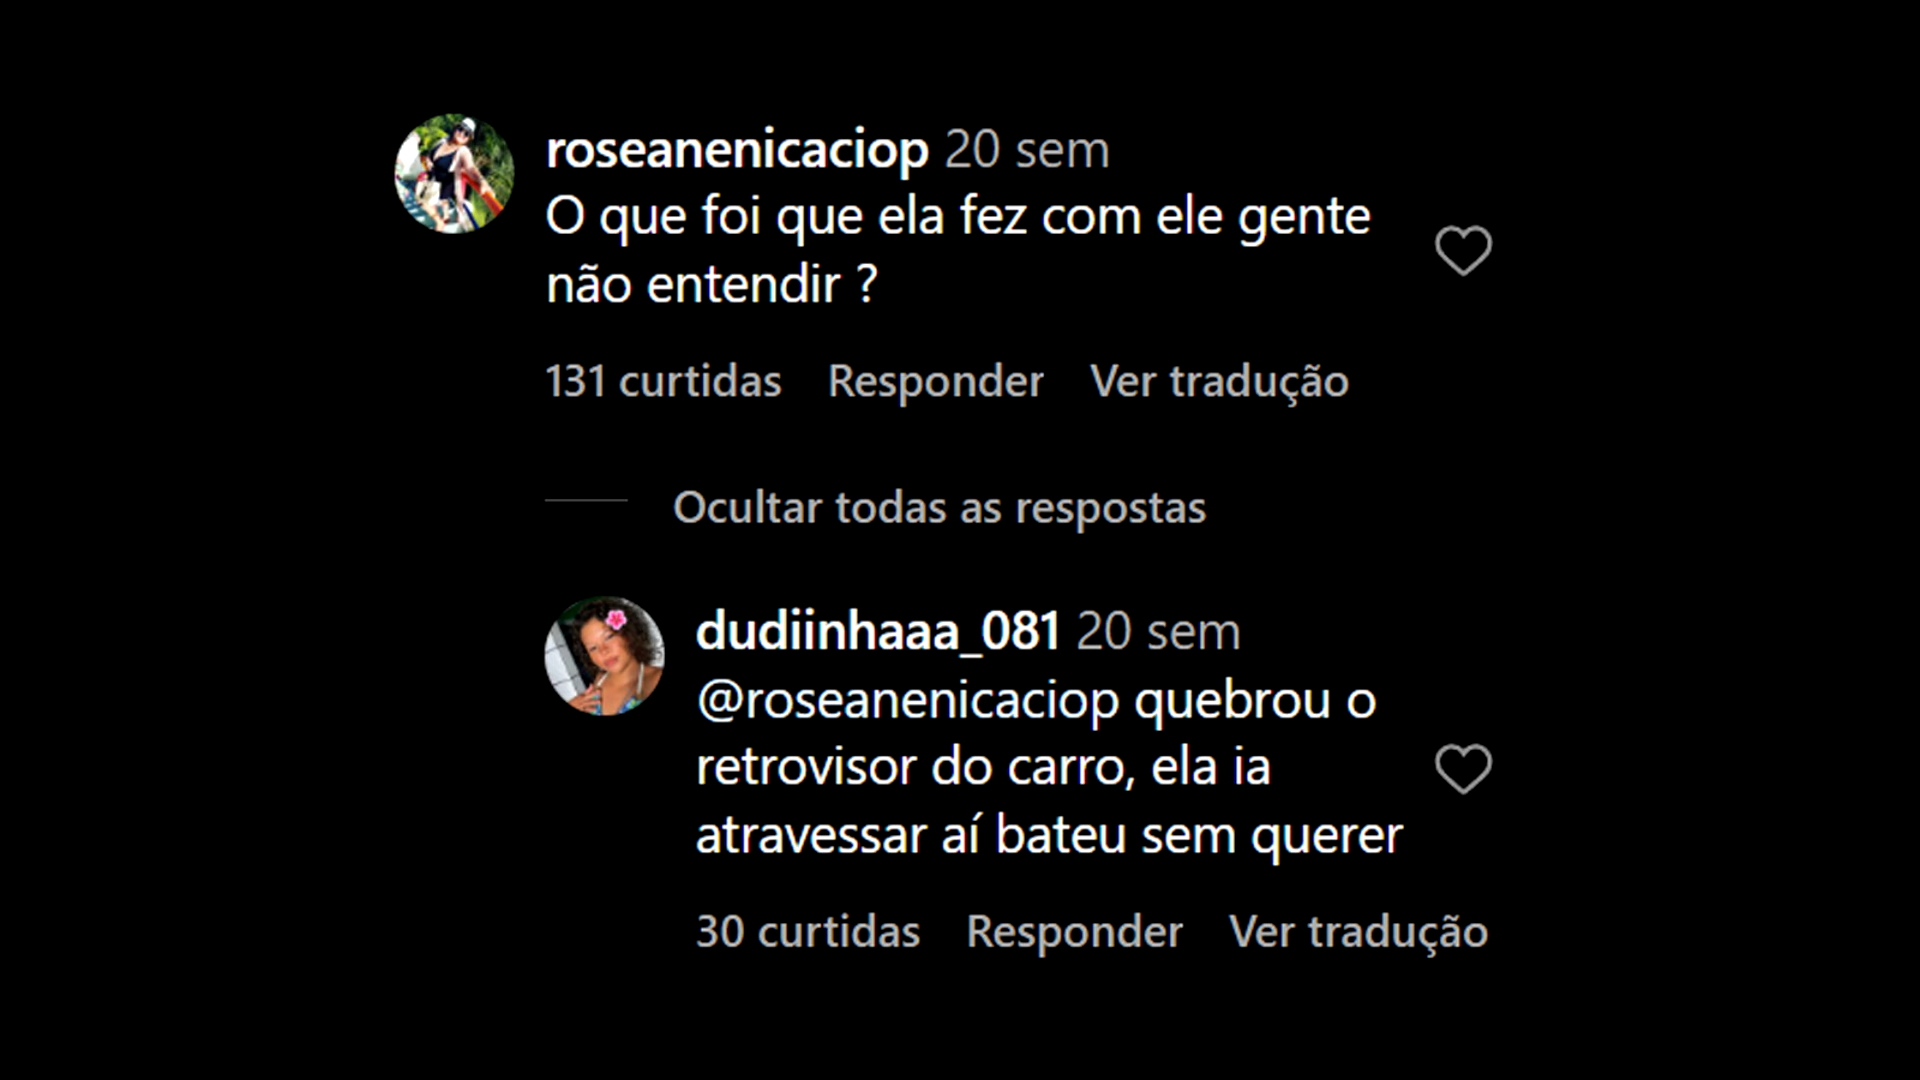 roseanenicaciop 20 sem
O que foi que ela fez com ele gente
não entendir ?
131 curtidas Responder Ver tradução
Ocultar todas as respostas
dudiinhaaa_081 20 sem
@roseanenicaciop quebrou o
retrovisor do carro, ela ia
atravessar aí bateu sem querer
30 curtidas Responder Ver tradução